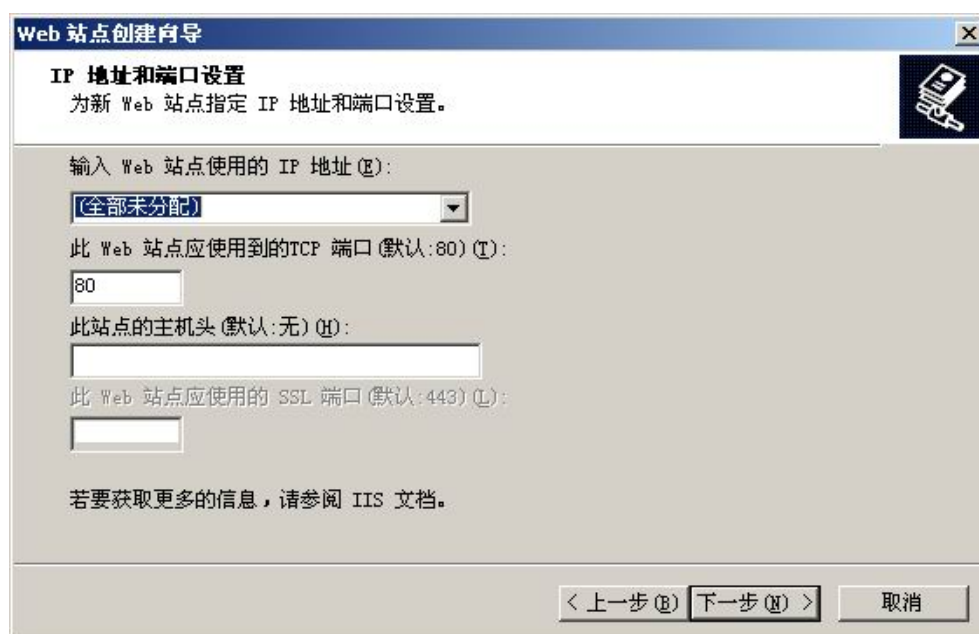 Web 站点创建向导
IP 地址和端口设置
为新 Web 站点指定 IP 地址和端口设置。
输入 Web 站点使用的 IP 地址(E):
(全部未分配)
此 Web 站点应使用到的TCP 端口(默认:80)(T):
80
此站点的主机头(默认:无)(H):
此 Web 站点应使用的 SSL 端口(默认:443)(L):
若要获取更多的信息，请参阅 IIS 文档。
< 上一步(B) 下一步(N) > 取消